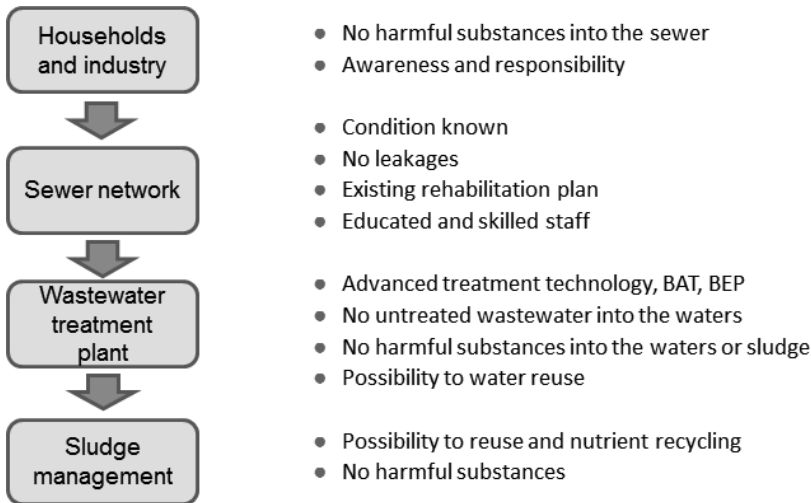 Households
and industry
● No harmful substances into the sewer
● Awareness and responsibility
Sewer network
● Condition known
● No leakages
● Existing rehabilitation plan
● Educated and skilled staff
Wastewater
treatment
plant
● Advanced treatment technology, BAT, BEP
● No untreated wastewater into the waters
● No harmful substances into the waters or sludge
● Possibility to water reuse
Sludge
management
● Possibility to reuse and nutrient recycling
● No harmful substances